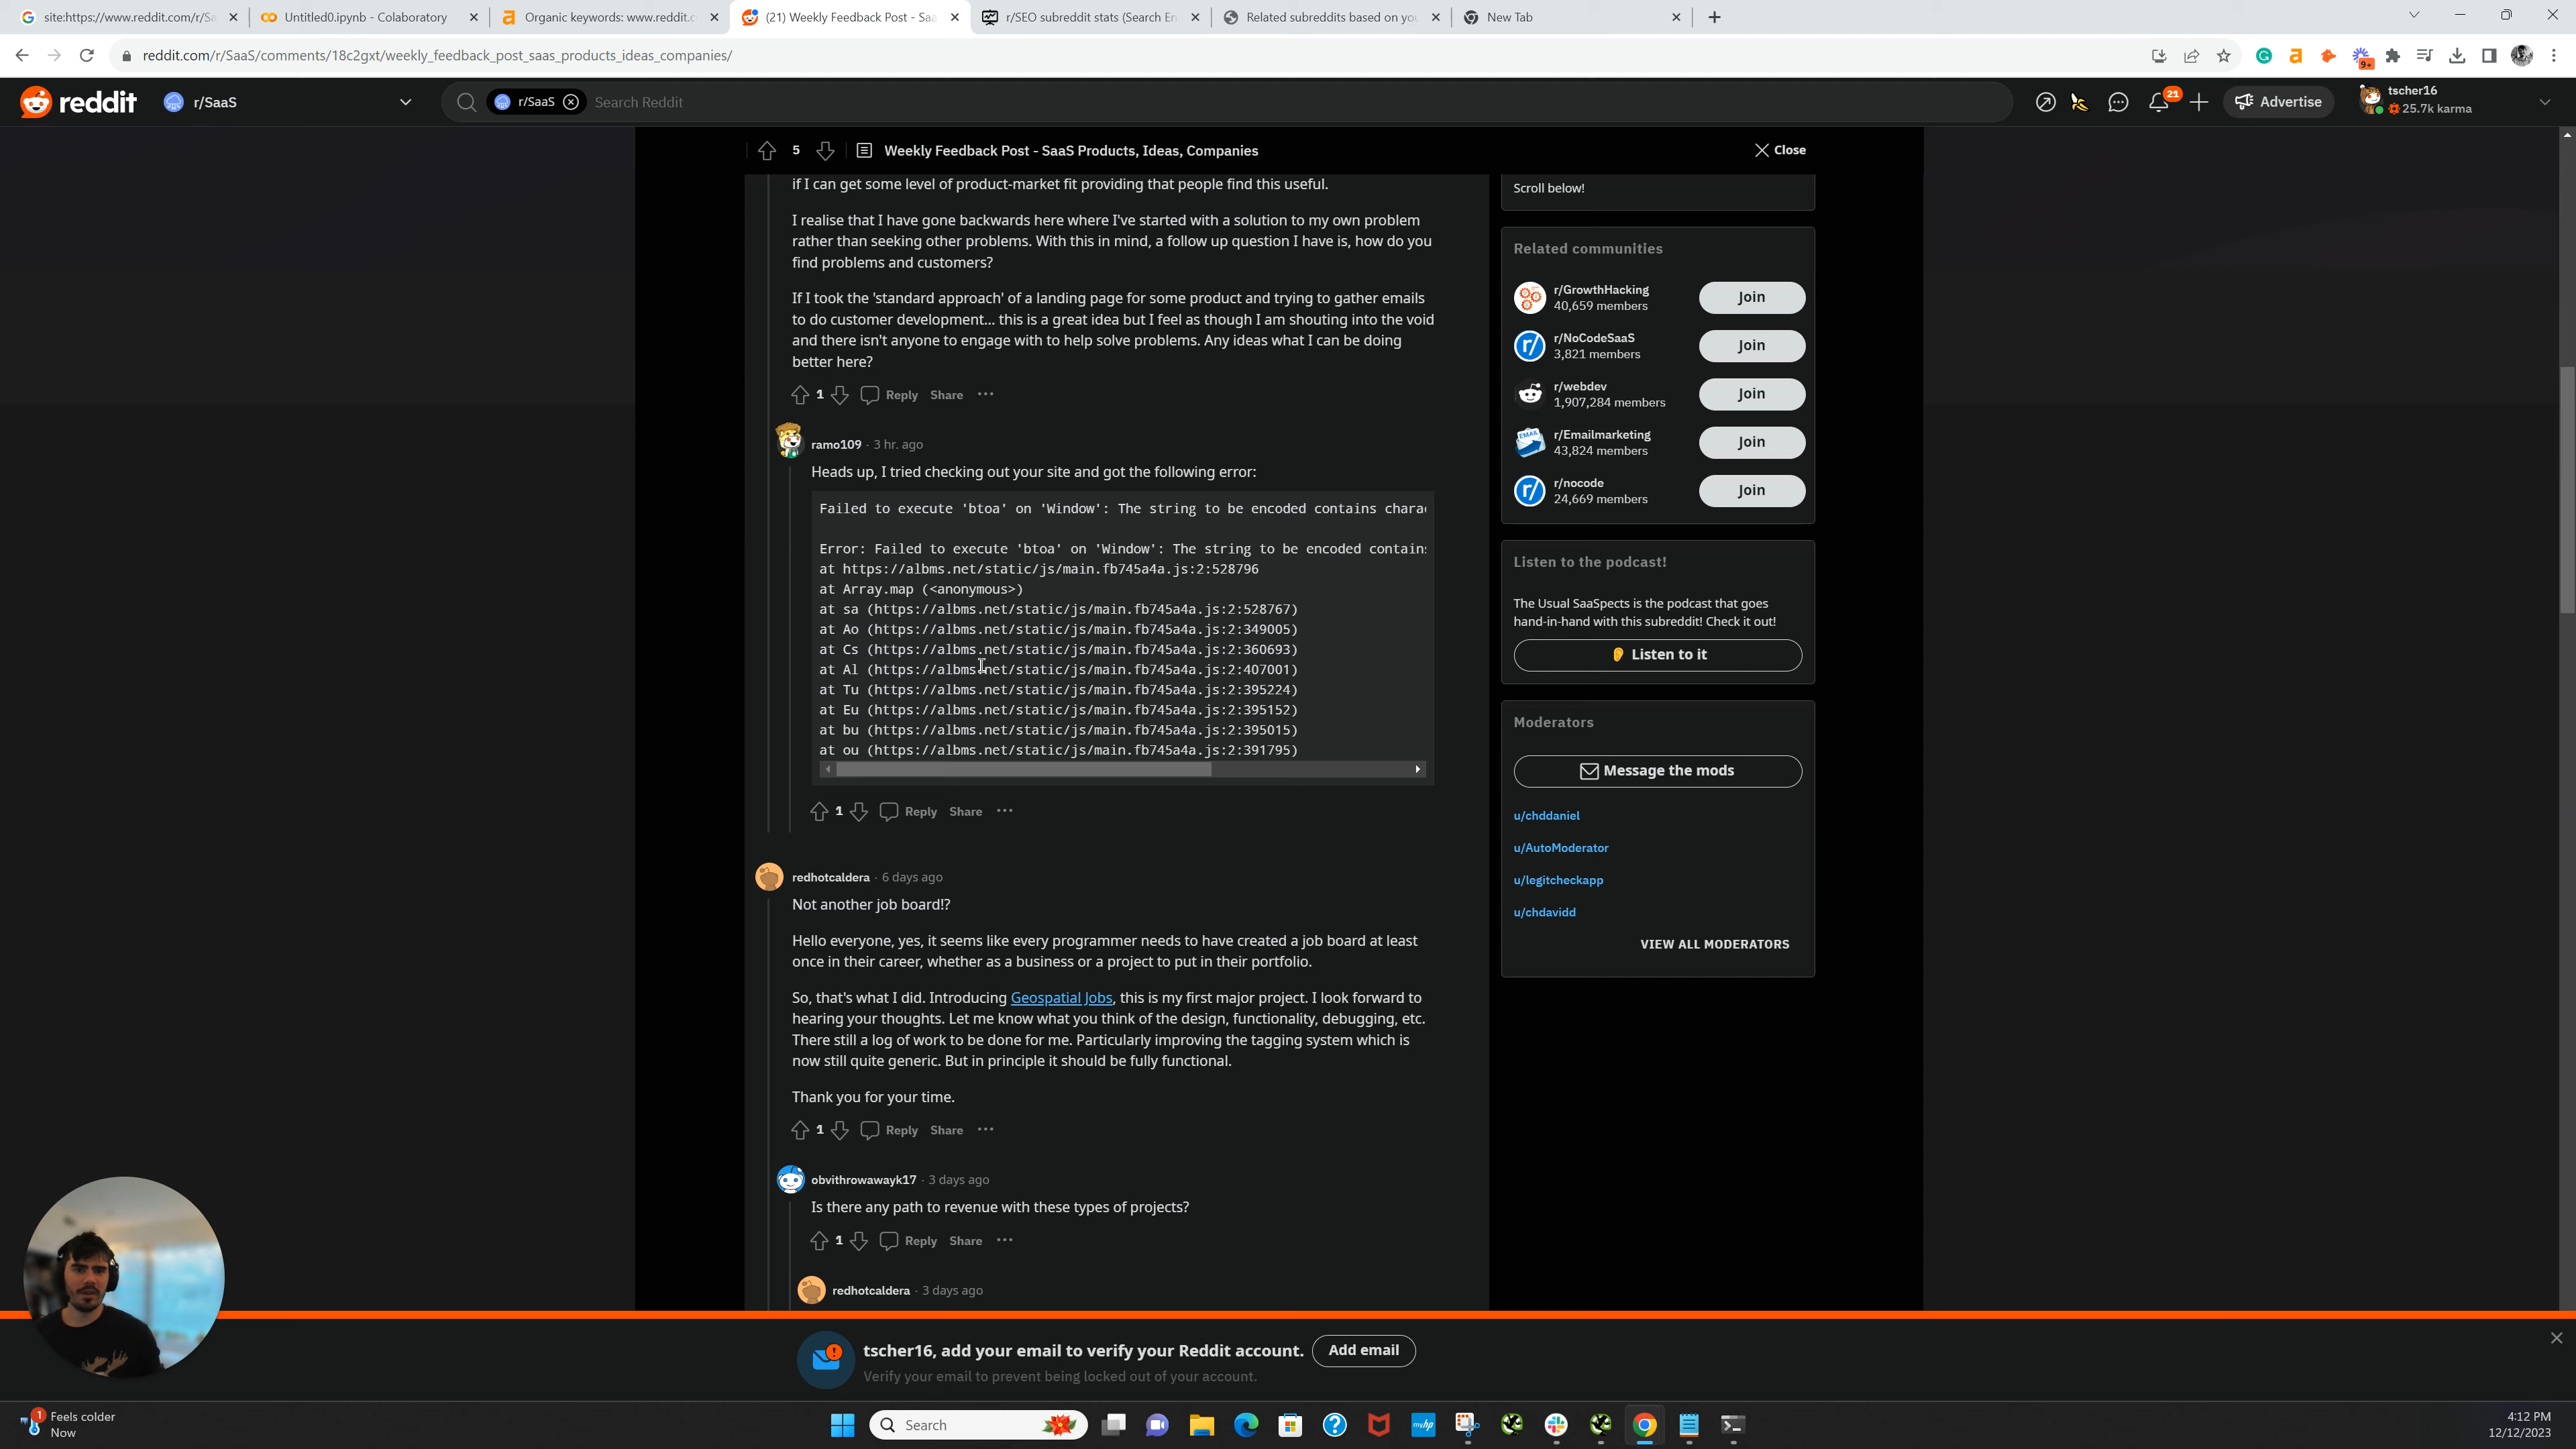 site:https://www.reddit.com/r/Sa
Untitled0.ipynb - Colaboratory
Organic keywords: www.reddit.c
(21) Weekly Feedback Post - Saa
r/SEO subreddit stats (Search En
Related subreddits based on you
New Tab
reddit.com/r/SaaS/comments/18c2gxt/weekly_feedback_post_saas_products_ideas_companies/
9+
reddit
r/SaaS
r/SaaS
Search Reddit
21
Advertise
tscher16
25.7k karma
5
Weekly Feedback Post - SaaS Products, Ideas, Companies
Close
if I can get some level of product-market fit providing that people find this useful.
I realise that I have gone backwards here where I've started with a solution to my own problem
rather than seeking other problems. With this in mind, a follow up question I have is, how do you
find problems and customers?
If I took the 'standard approach' of a landing page for some product and trying to gather emails
to do customer development... this is a great idea but I feel as though I am shouting into the void
and there isn't anyone to engage with to help solve problems. Any ideas what I can be doing
better here?
1 Reply Share ···
ramo109 · 3 hr. ago
Heads up, I tried checking out your site and got the following error:
Failed to execute 'btoa' on 'Window': The string to be encoded contains charac
Error: Failed to execute 'btoa' on 'Window': The string to be encoded contains
at https://albms.net/static/js/main.fb745a4a.js:2:528796
at Array.map (<anonymous>)
at sa (https://albms.net/static/js/main.fb745a4a.js:2:528767)
at Ao (https://albms.net/static/js/main.fb745a4a.js:2:349005)
at Cs (https://albms.net/static/js/main.fb745a4a.js:2:360693)
at Al (https://albms.net/static/js/main.fb745a4a.js:2:407001)
at Tu (https://albms.net/static/js/main.fb745a4a.js:2:395224)
at Eu (https://albms.net/static/js/main.fb745a4a.js:2:395152)
at bu (https://albms.net/static/js/main.fb745a4a.js:2:395015)
at ou (https://albms.net/static/js/main.fb745a4a.js:2:391795)
1 Reply Share ···
redhotcaldera · 6 days ago
Not another job board!?
Hello everyone, yes, it seems like every programmer needs to have created a job board at least
once in their career, whether as a business or a project to put in their portfolio.
So, that's what I did. Introducing Geospatial Jobs, this is my first major project. I look forward to
hearing your thoughts. Let me know what you think of the design, functionality, debugging, etc.
There still a log of work to be done for me. Particularly improving the tagging system which is
now still quite generic. But in principle it should be fully functional.
Thank you for your time.
1 Reply Share ···
obvithrowawayk17 · 3 days ago
Is there any path to revenue with these types of projects?
1 Reply Share ···
redhotcaldera · 3 days ago
Scroll below!
Related communities
r/GrowthHacking
40,659 members
Join
r/NoCodeSaaS
3,821 members
Join
r/webdev
1,907,284 members
Join
EMAIL
r/Emailmarketing
43,824 members
Join
r/nocode
24,669 members
Join
Listen to the podcast!
The Usual SaaSpects is the podcast that goes
hand-in-hand with this subreddit! Check it out!
Listen to it
Moderators
Message the mods
u/chddaniel
u/AutoModerator
u/legitcheckapp
u/chdavidd
VIEW ALL MODERATORS
tscher16, add your email to verify your Reddit account.
Add email
Verify your email to prevent being locked out of your account.
1
Feels colder
Now
Search
myhp
4:12 PM
12/12/2023